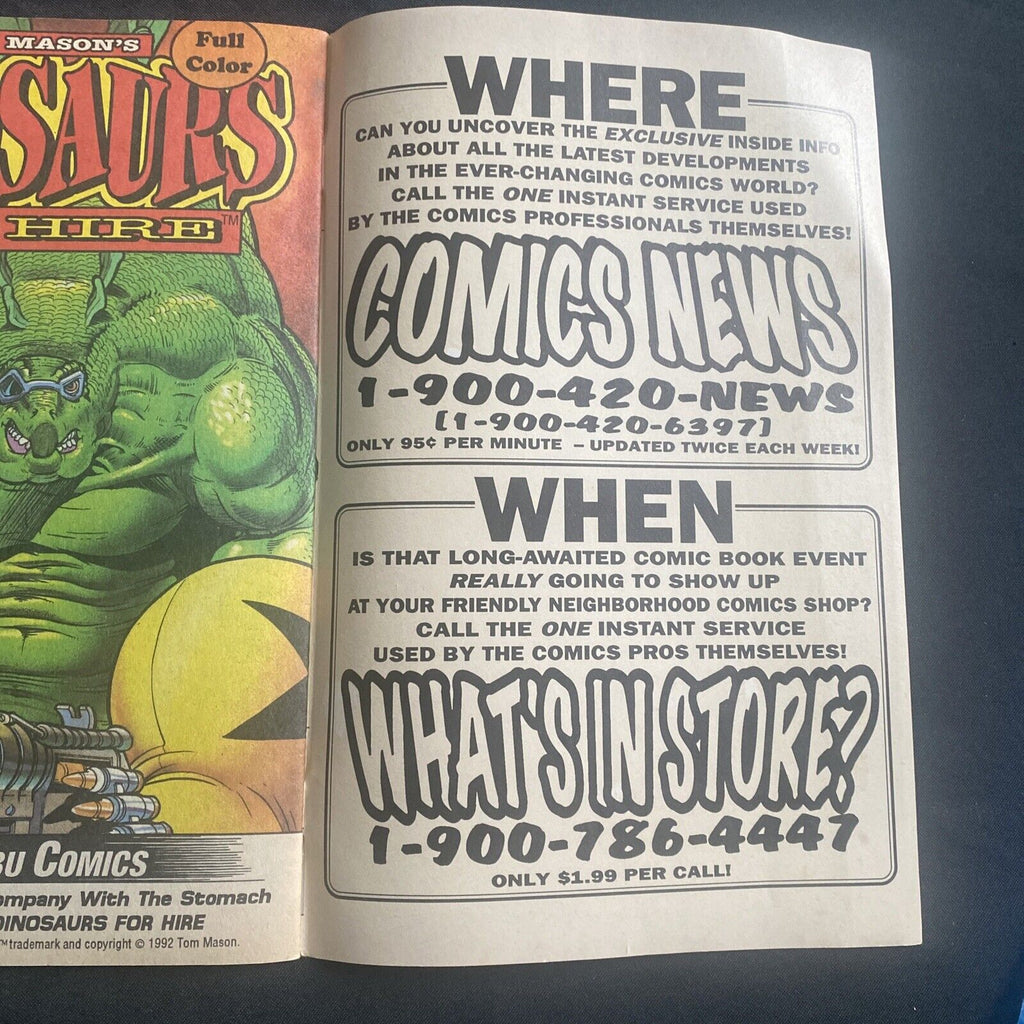 MASON'S
Full
Color
SAURS
HIRE™
BU COMICS
ompany With The Stomach
DINOSAURS FOR HIRE
™ trademark and copyright © 1992 Tom Mason.
WHERE
CAN YOU UNCOVER THE EXCLUSIVE INSIDE INFO
ABOUT ALL THE LATEST DEVELOPMENTS
IN THE EVER-CHANGING COMICS WORLD?
CALL THE ONE INSTANT SERVICE USED
BY THE COMICS PROFESSIONALS THEMSELVES!
COMICS NEWS
1-900-420-NEWS
[1-900-420-6397]
ONLY 95¢ PER MINUTE – UPDATED TWICE EACH WEEK!
WHEN
IS THAT LONG-AWAITED COMIC BOOK EVENT
REALLY GOING TO SHOW UP
AT YOUR FRIENDLY NEIGHBORHOOD COMICS SHOP?
CALL THE ONE INSTANT SERVICE
USED BY THE COMICS PROS THEMSELVES!
WHAT'S IN STORE?
1-900-786-4447
ONLY $1.99 PER CALL!